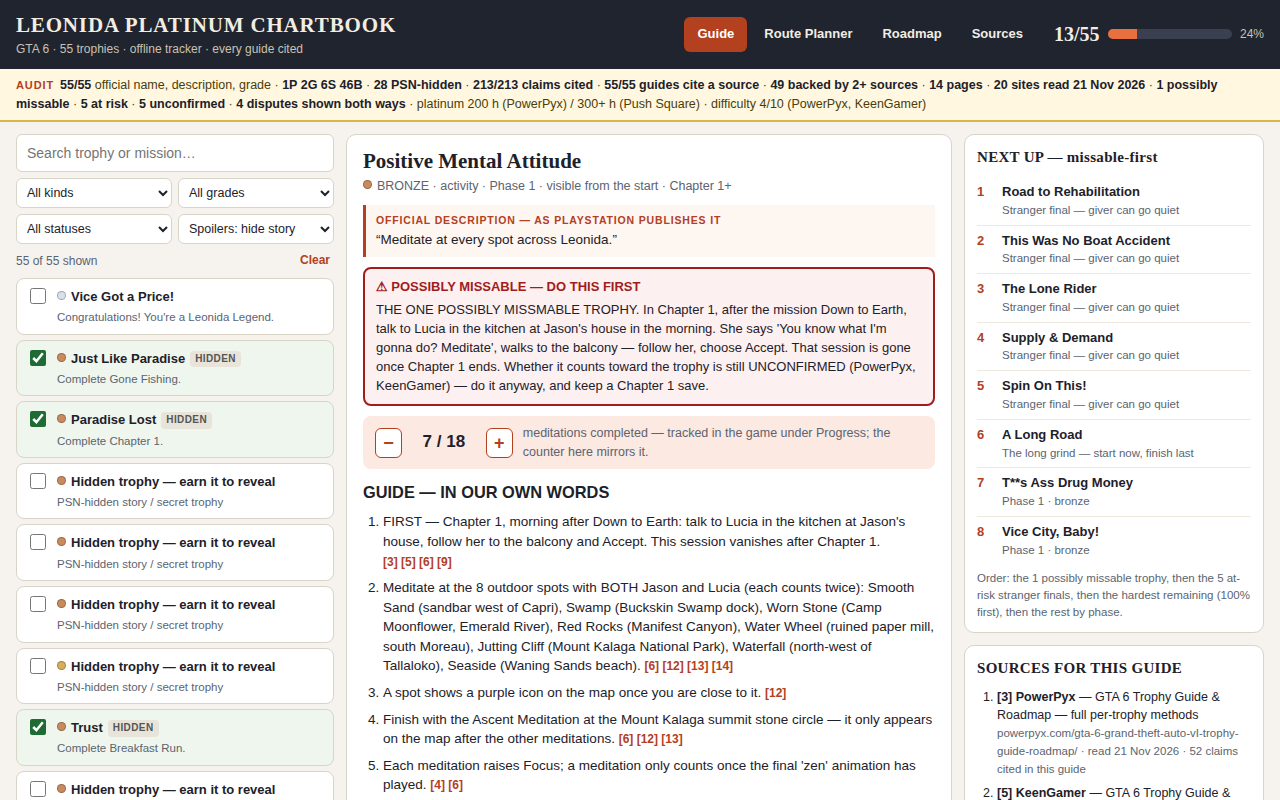 LEONIDA PLATINUM CHARTBOOK
GTA 6 · 55 trophies · offline tracker · every guide cited
Guide
Route Planner
Roadmap
Sources
13/55
24%
AUDIT 55/55 official name, description, grade · 1P 2G 6S 46B · 28 PSN-hidden · 213/213 claims cited · 55/55 guides cite a source · 49 backed by 2+ sources · 14 pages · 20 sites read 21 Nov 2026 · 1 possibly
missable · 5 at risk · 5 unconfirmed · 4 disputes shown both ways · platinum 200 h (PowerPyx) / 300+ h (Push Square) · difficulty 4/10 (PowerPyx, KeenGamer)
Search trophy or mission…
All kinds
All grades
All statuses
Spoilers: hide story
55 of 55 shown
Clear
Vice Got a Price!
Congratulations! You're a Leonida Legend.
Just Like Paradise HIDDEN
Complete Gone Fishing.
Paradise Lost HIDDEN
Complete Chapter 1.
Hidden trophy — earn it to reveal
PSN-hidden story / secret trophy
Hidden trophy — earn it to reveal
PSN-hidden story / secret trophy
Hidden trophy — earn it to reveal
PSN-hidden story / secret trophy
Hidden trophy — earn it to reveal
PSN-hidden story / secret trophy
Trust HIDDEN
Complete Breakfast Run.
Hidden trophy — earn it to reveal
Positive Mental Attitude
BRONZE · activity · Phase 1 · visible from the start · Chapter 1+
OFFICIAL DESCRIPTION — AS PLAYSTATION PUBLISHES IT
“Meditate at every spot across Leonida.”
⚠ POSSIBLY MISSABLE — DO THIS FIRST
THE ONE POSSIBLY MISSMABLE TROPHY. In Chapter 1, after the mission Down to Earth,
talk to Lucia in the kitchen at Jason's house in the morning. She says 'You know what I'm
gonna do? Meditate', walks to the balcony — follow her, choose Accept. That session is gone
once Chapter 1 ends. Whether it counts toward the trophy is still UNCONFIRMED (PowerPyx,
KeenGamer) — do it anyway, and keep a Chapter 1 save.
−
7 / 18
+
meditations completed — tracked in the game under Progress; the
counter here mirrors it.
GUIDE — IN OUR OWN WORDS
1. FIRST — Chapter 1, morning after Down to Earth: talk to Lucia in the kitchen at Jason's
house, follow her to the balcony and Accept. This session vanishes after Chapter 1.
[3] [5] [6] [9]
2. Meditate at the 8 outdoor spots with BOTH Jason and Lucia (each counts twice): Smooth
Sand (sandbar west of Capri), Swamp (Buckskin Swamp dock), Worn Stone (Camp
Moonflower, Emerald River), Red Rocks (Manifest Canyon), Water Wheel (ruined paper mill,
south Moreau), Jutting Cliff (Mount Kalaga National Park), Waterfall (north-west of
Tallaloko), Seaside (Waning Sands beach). [6] [12] [13] [14]
3. A spot shows a purple icon on the map once you are close to it. [12]
4. Finish with the Ascent Meditation at the Mount Kalaga summit stone circle — it only appears
on the map after the other meditations. [6] [12] [13]
5. Each meditation raises Focus; a meditation only counts once the final 'zen' animation has
played. [4] [6]
NEXT UP — missable-first
1 Road to Rehabilitation
Stranger final — giver can go quiet
2 This Was No Boat Accident
Stranger final — giver can go quiet
3 The Lone Rider
Stranger final — giver can go quiet
4 Supply & Demand
Stranger final — giver can go quiet
5 Spin On This!
Stranger final — giver can go quiet
6 A Long Road
The long grind — start now, finish last
7 T**s Ass Drug Money
Phase 1 · bronze
8 Vice City, Baby!
Phase 1 · bronze
Order: the 1 possibly missable trophy, then the 5 at-
risk stranger finals, then the hardest remaining (100%
first), then the rest by phase.
SOURCES FOR THIS GUIDE
1. [3] PowerPyx — GTA 6 Trophy Guide &
Roadmap — full per-trophy methods
powerpyx.com/gta-6-grand-theft-auto-vi-trophy-
guide-roadmap/ · read 21 Nov 2026 · 52 claims
cited in this guide
2. [5] KeenGamer — GTA 6 Trophy Guide &